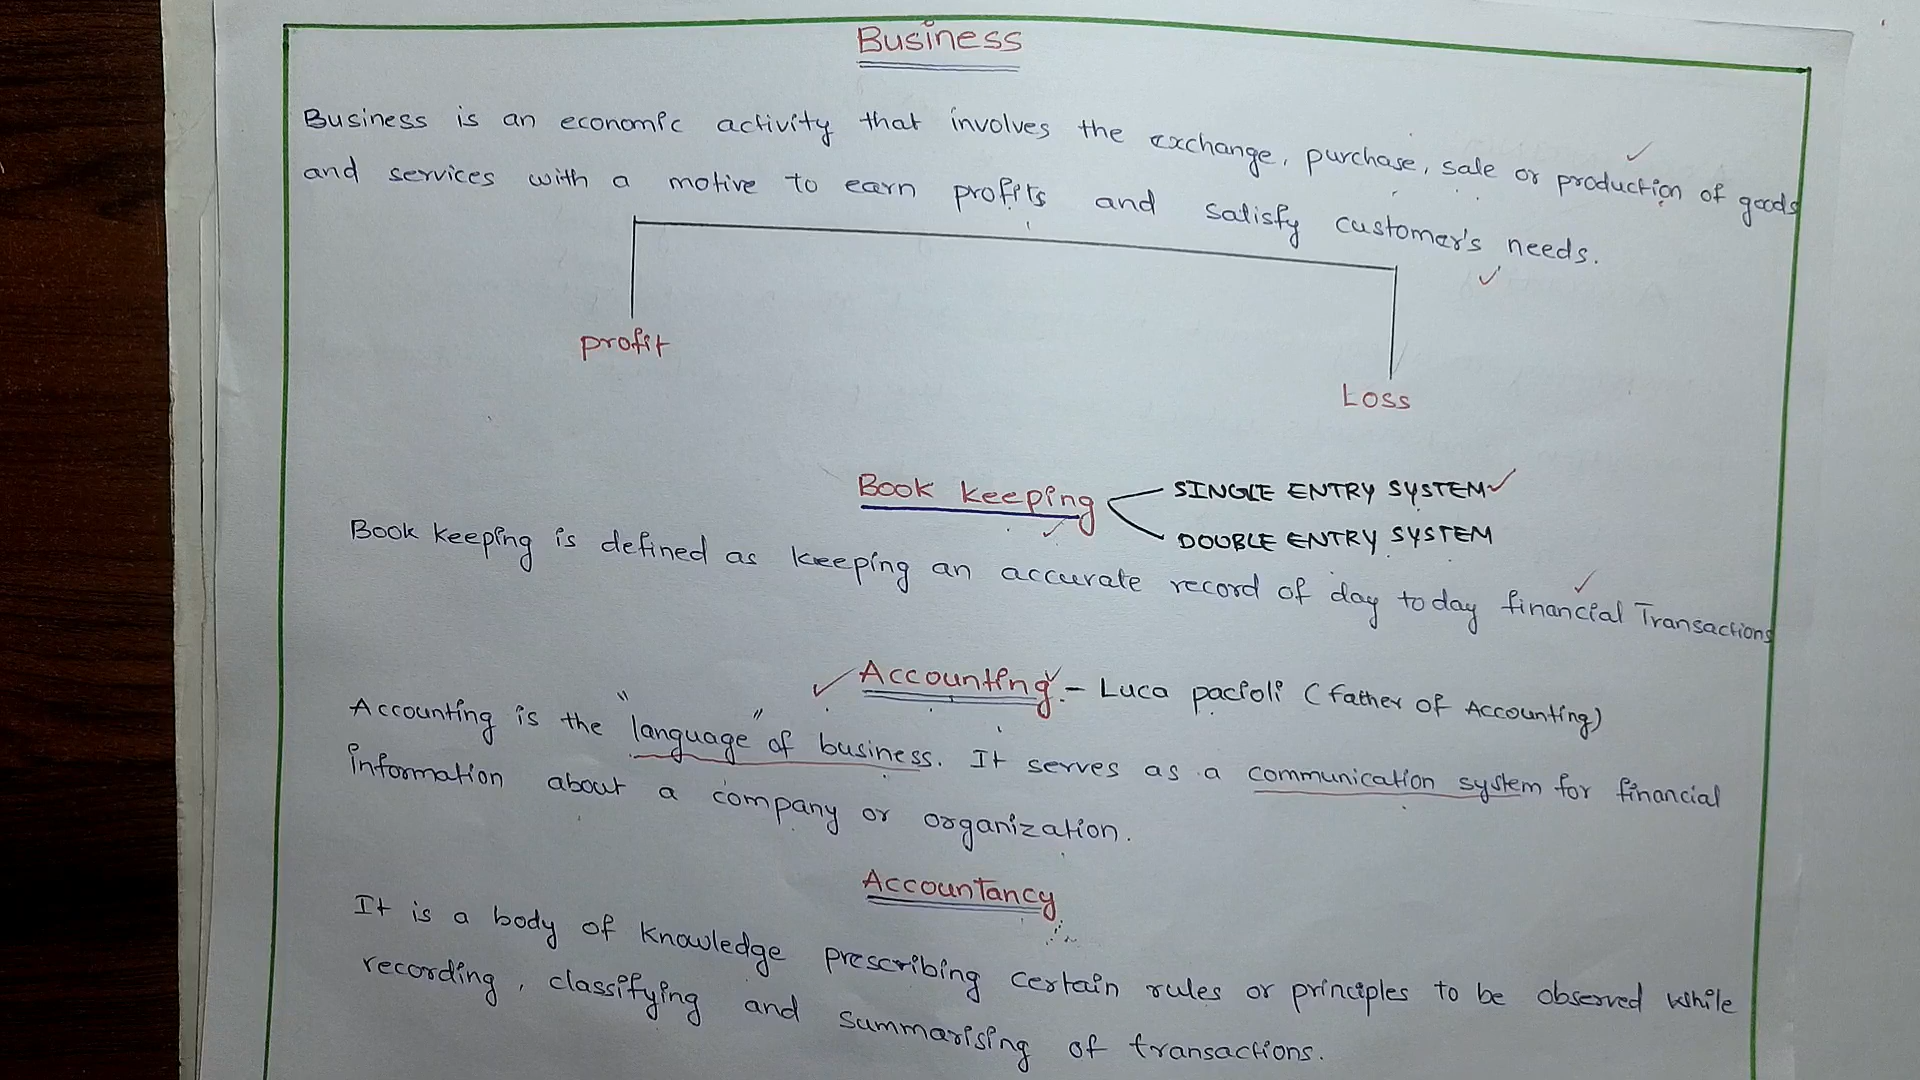 Business
Business is an economic activity that involves the exchange, purchase, sale or production of goods
and services with a motive to earn profits and satisfy customer's needs.
profit
Loss
Book keeping
SINGLE ENTRY SYSTEM
DOUBLE ENTRY SYSTEM
Book keeping is defined as keeping an accurate record of day to day financial Transactions
Accounting - Luca pacioli (father of Accounting)
Accounting is the "language" of business. It serves as a communication system for financial
information about a company or organization.
Accountancy
It is a body of knowledge prescribing certain rules or principles to be observed while
recording, classifying and summarising of transactions.